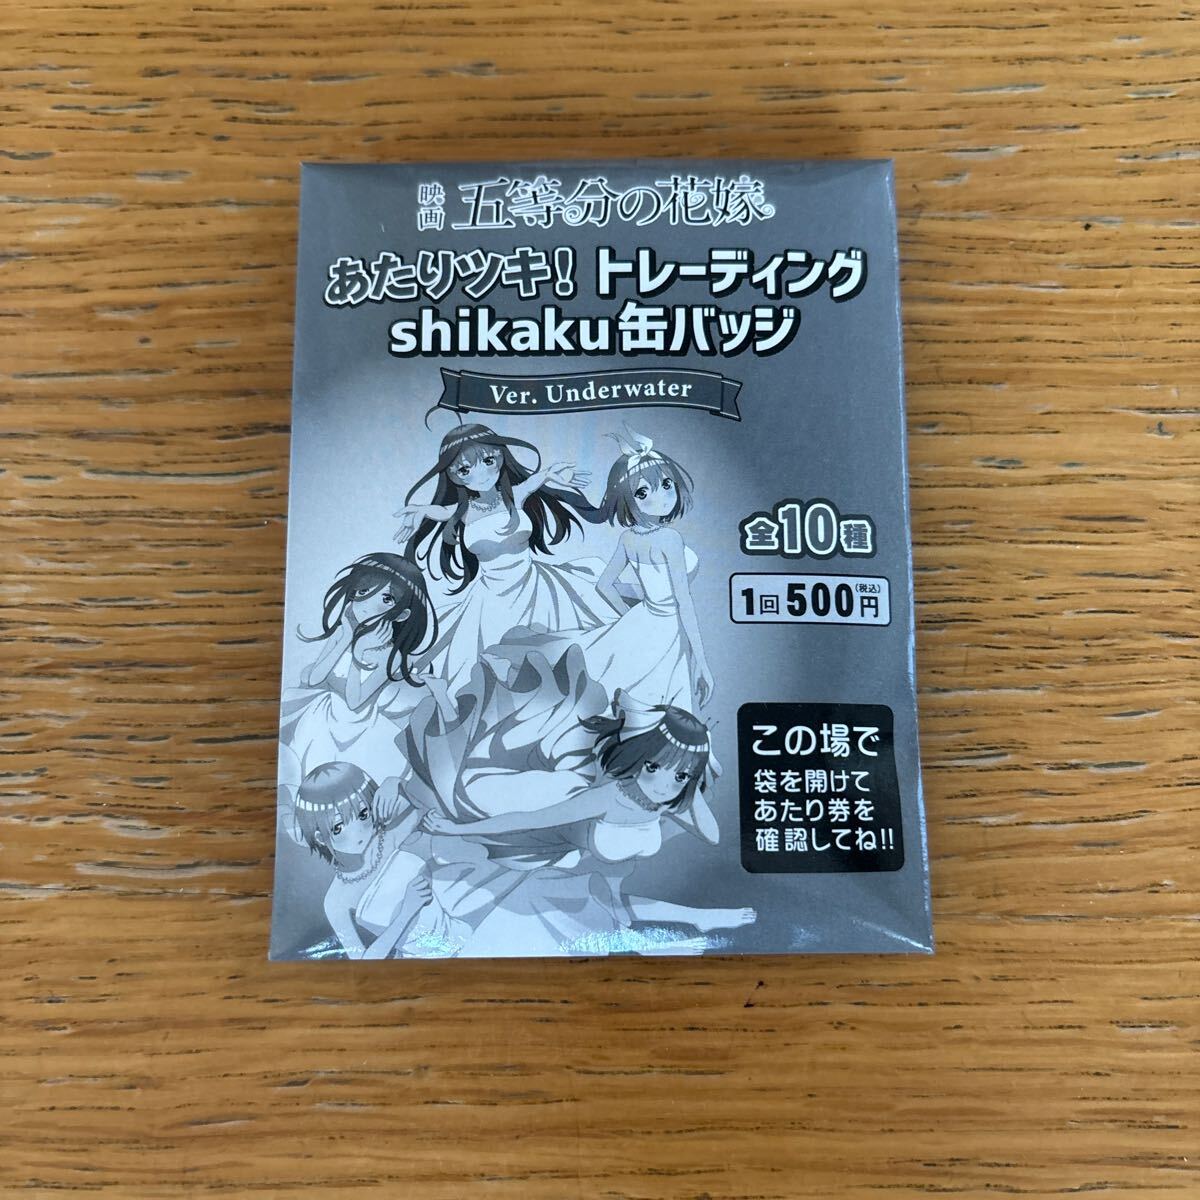 映画 五等分の花嫁
あたりツキ！トレーディング
shikaku缶バッジ
Ver. Underwater
全10種
1回500円(税込)
この場で
袋を開けて
あたり券を
確認してね!!